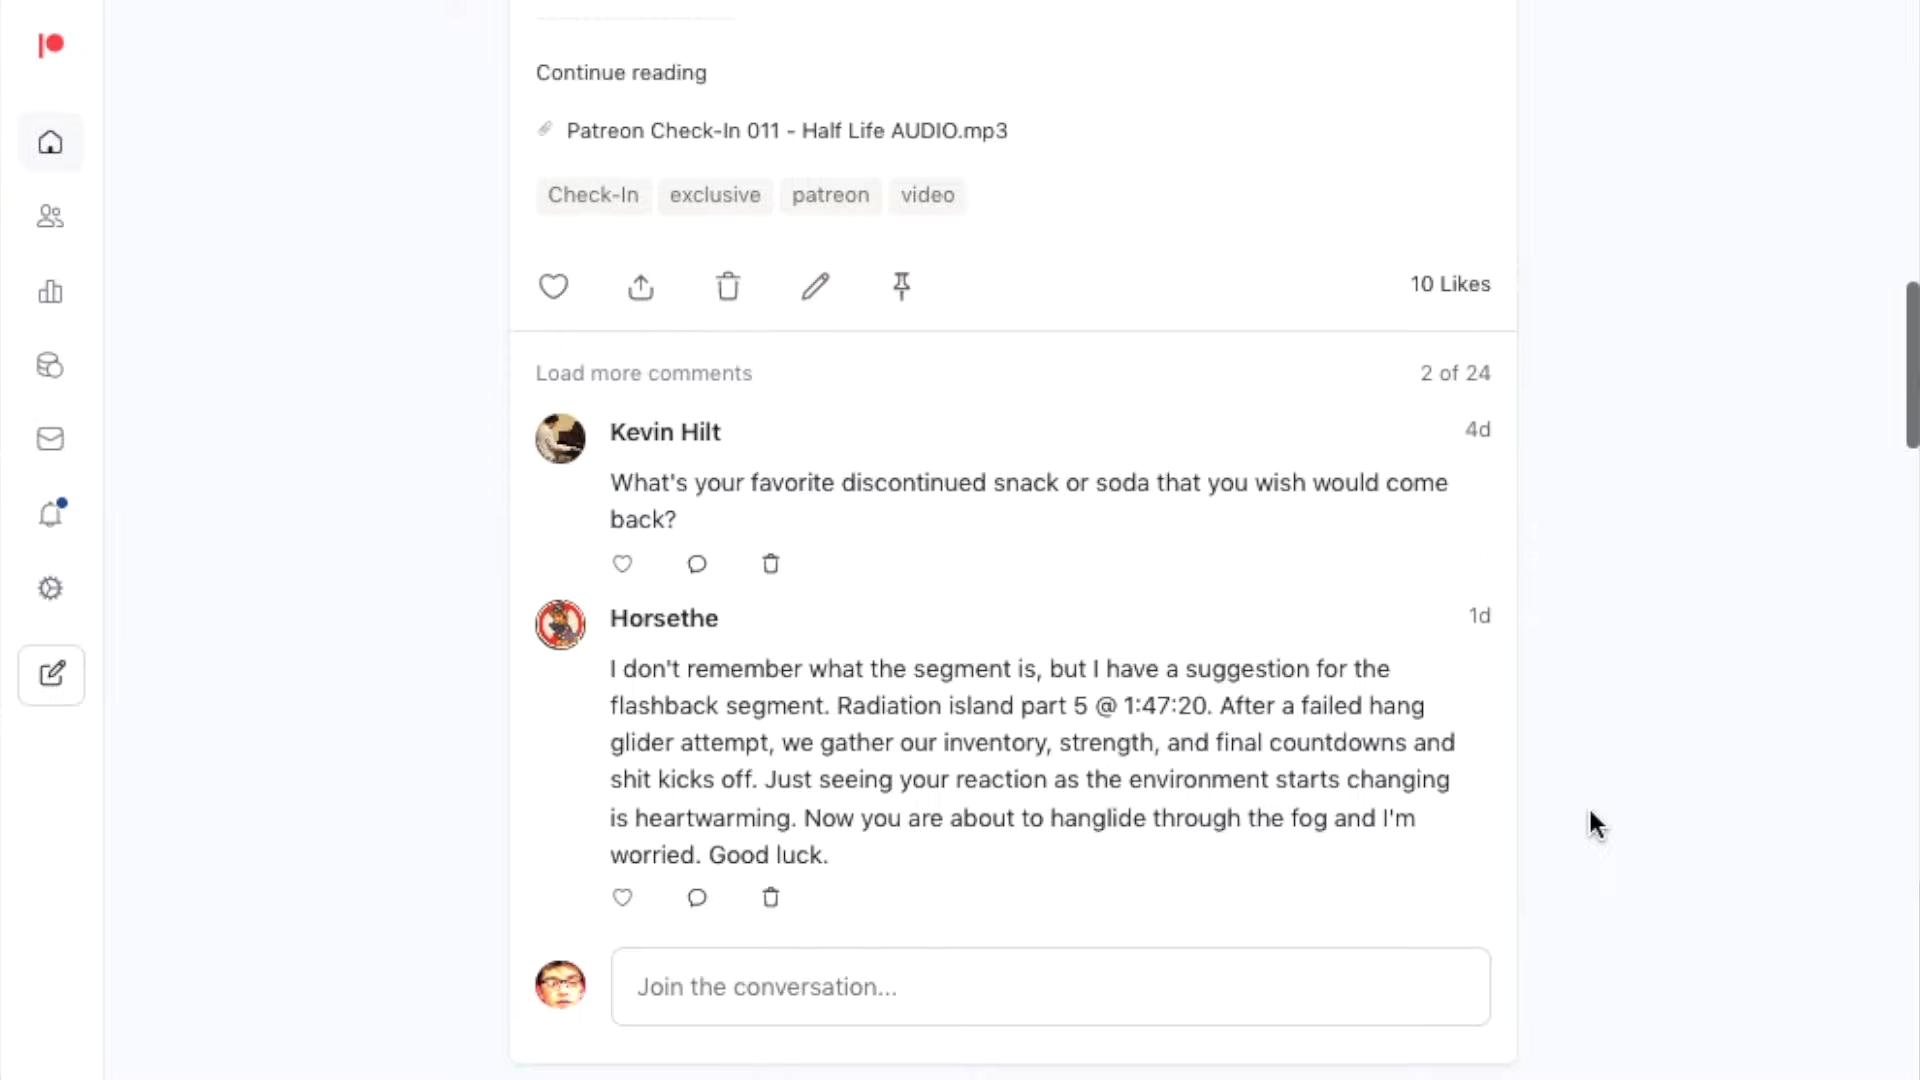 Continue reading
Patreon Check-In 011 - Half Life AUDIO.mp3
Check-In exclusive patreon video
10 Likes
Load more comments 2 of 24
Kevin Hilt 4d
What's your favorite discontinued snack or soda that you wish would come
back?
Horsethe 1d
I don't remember what the segment is, but I have a suggestion for the
flashback segment. Radiation island part 5 @ 1:47:20. After a failed hang
glider attempt, we gather our inventory, strength, and final countdowns and
shit kicks off. Just seeing your reaction as the environment starts changing
is heartwarming. Now you are about to hanglide through the fog and I'm
worried. Good luck.
Join the conversation...